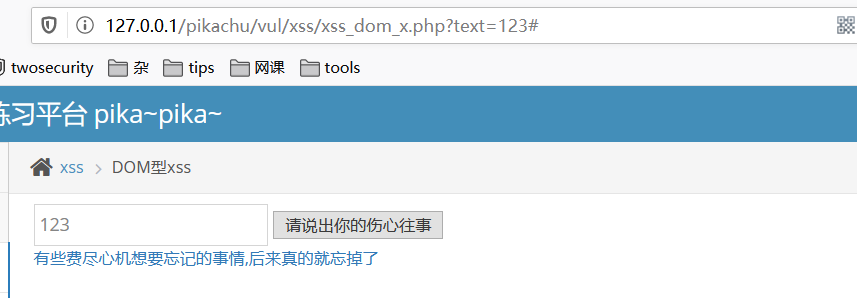 127.0.0.1/pikachu/vul/xss/xss_dom_x.php?text=123#
twosecurity 杂 tips 网课 tools
练习平台 pika~pika~
xss > DOM型xss
123 请说出你的伤心往事
有些费尽心机想要忘记的事情,后来真的就忘掉了